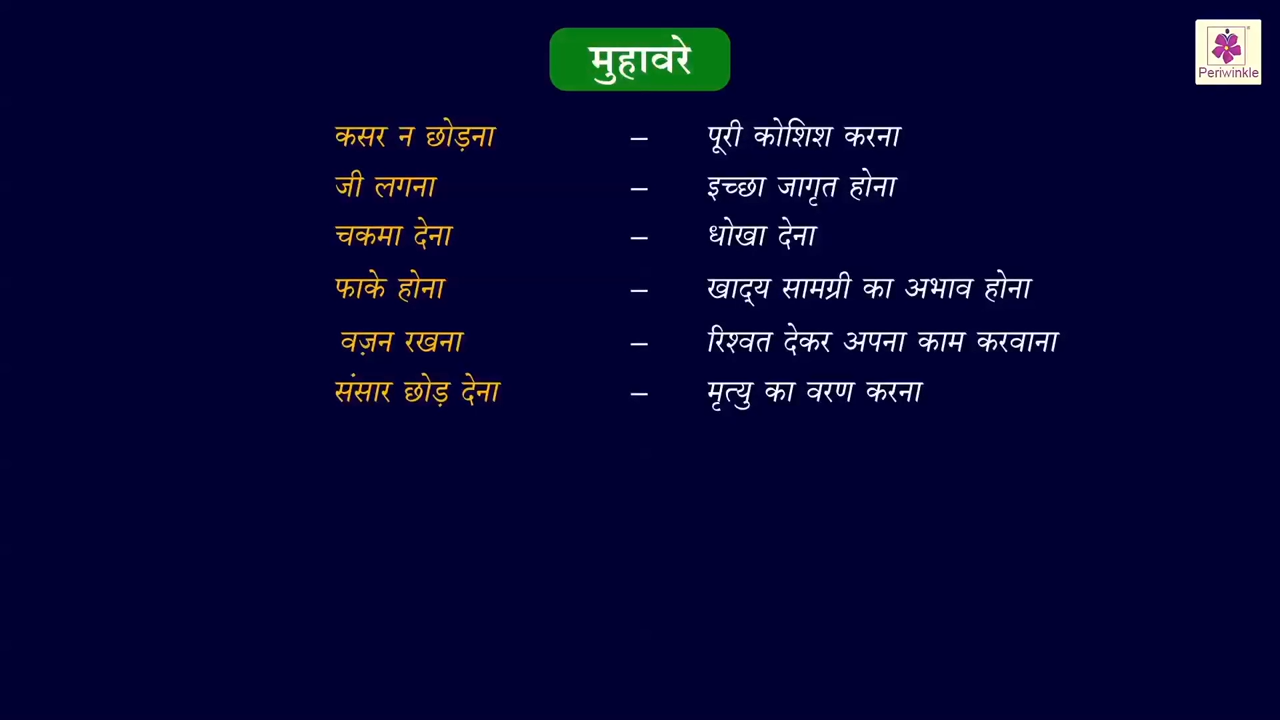 मुहावरे
Periwinkle
कसर न छोड़ना – पूरी कोशिश करना
जी लगना – इच्छा जागृत होना
चकमा देना – धोखा देना
फाके होना – खाद्‌य सामग्री का अभाव होना
वज़न रखना – रिश्वत देकर अपना काम करवाना
संसार छोड़ देना – मृत्यु का वरण करना